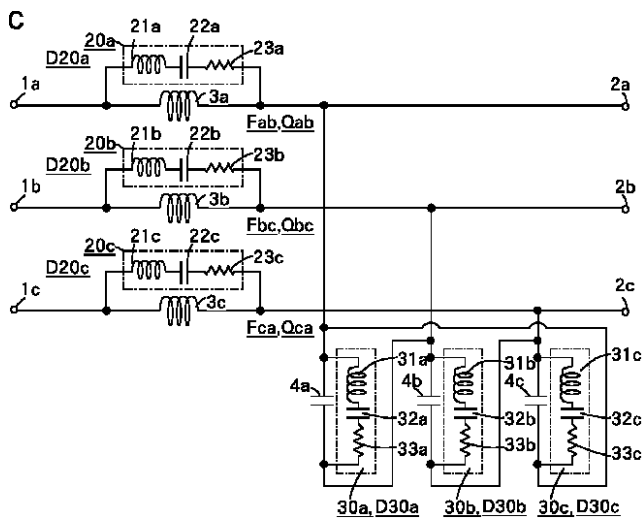 C
21a 22a
20a 23a
D20a
1a 3a 2a
Fab,Qab
21b 22b
20b 23b
D20b
1b 3b 2b
Fbc,Qbc
21c 22c
20c 23c
D20c
1c 3c 2c
Fca,Qca
31a 31b 31c
4a 4b 4c
32a 32b 32c
33a 33b 33c
30a, D30a 30b, D30b 30c, D30c